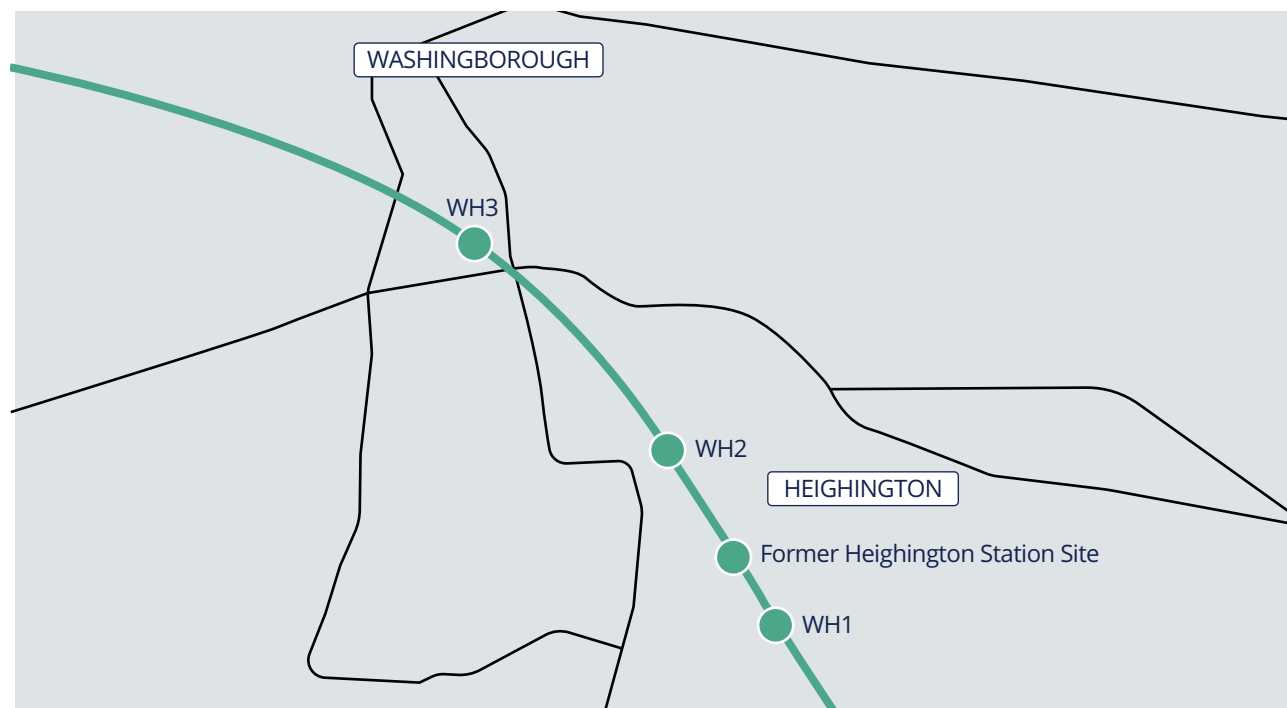 WASHINGBOROUGH
WH3
WH2
HEIGHINGTON
Former Heighington Station Site
WH1